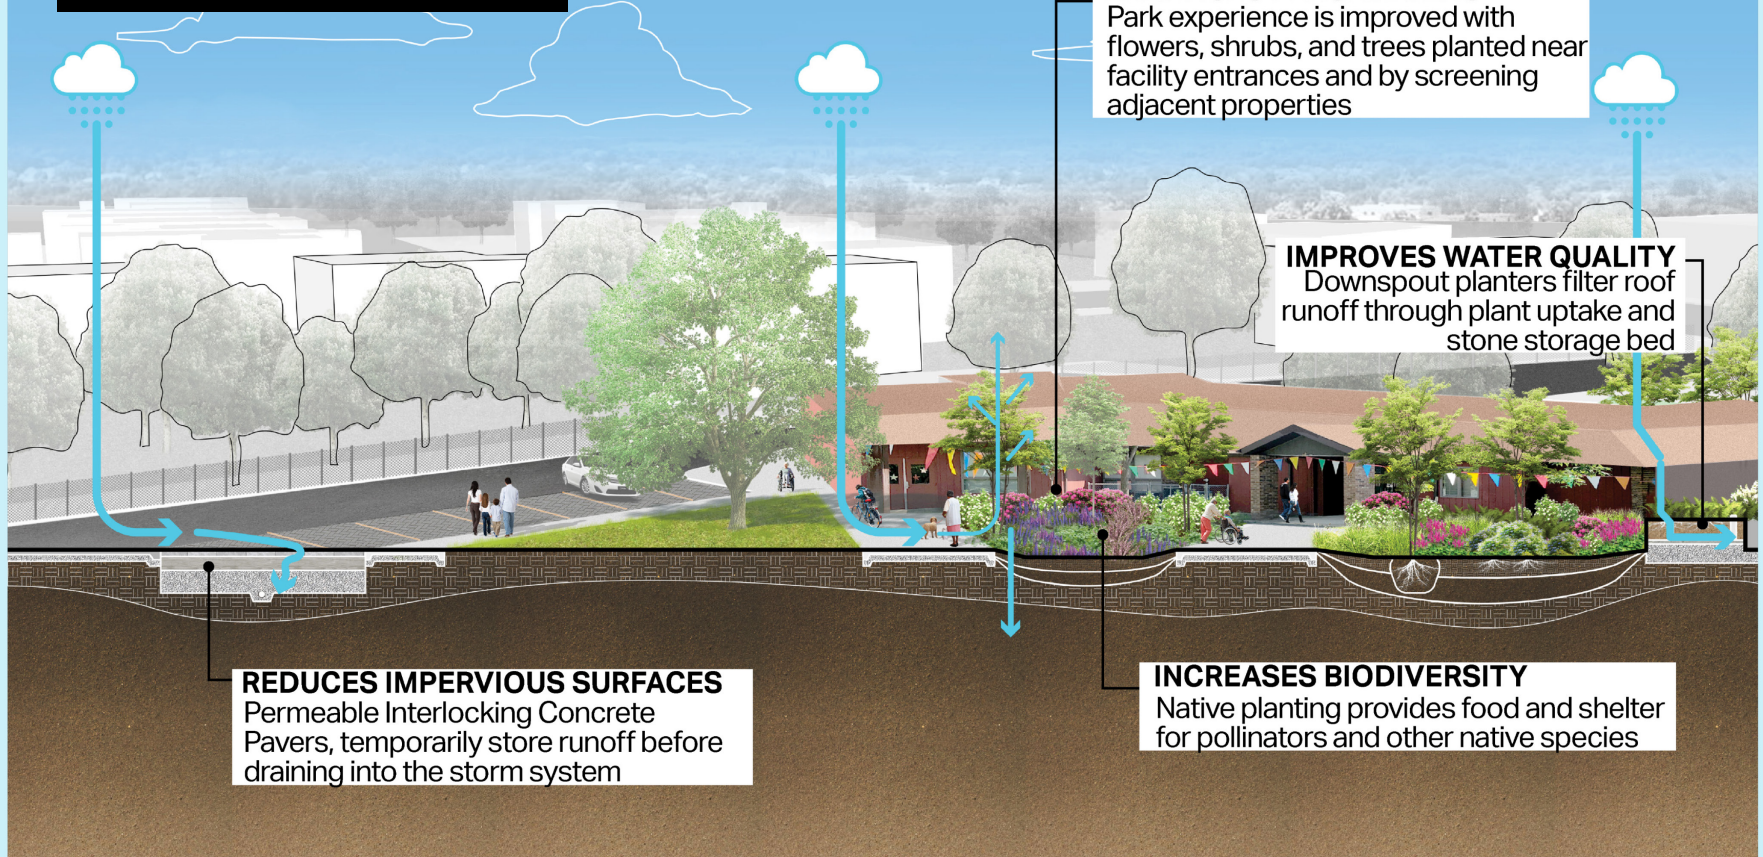 Park experience is improved with
flowers, shrubs, and trees planted near
facility entrances and by screening
adjacent properties
IMPROVES WATER QUALITY
Downspout planters filter roof
runoff through plant uptake and
stone storage bed
REDUCES IMPERVIOUS SURFACES
Permeable Interlocking Concrete
Pavers, temporarily store runoff before
draining into the storm system
INCREASES BIODIVERSITY
Native planting provides food and shelter
for pollinators and other native species